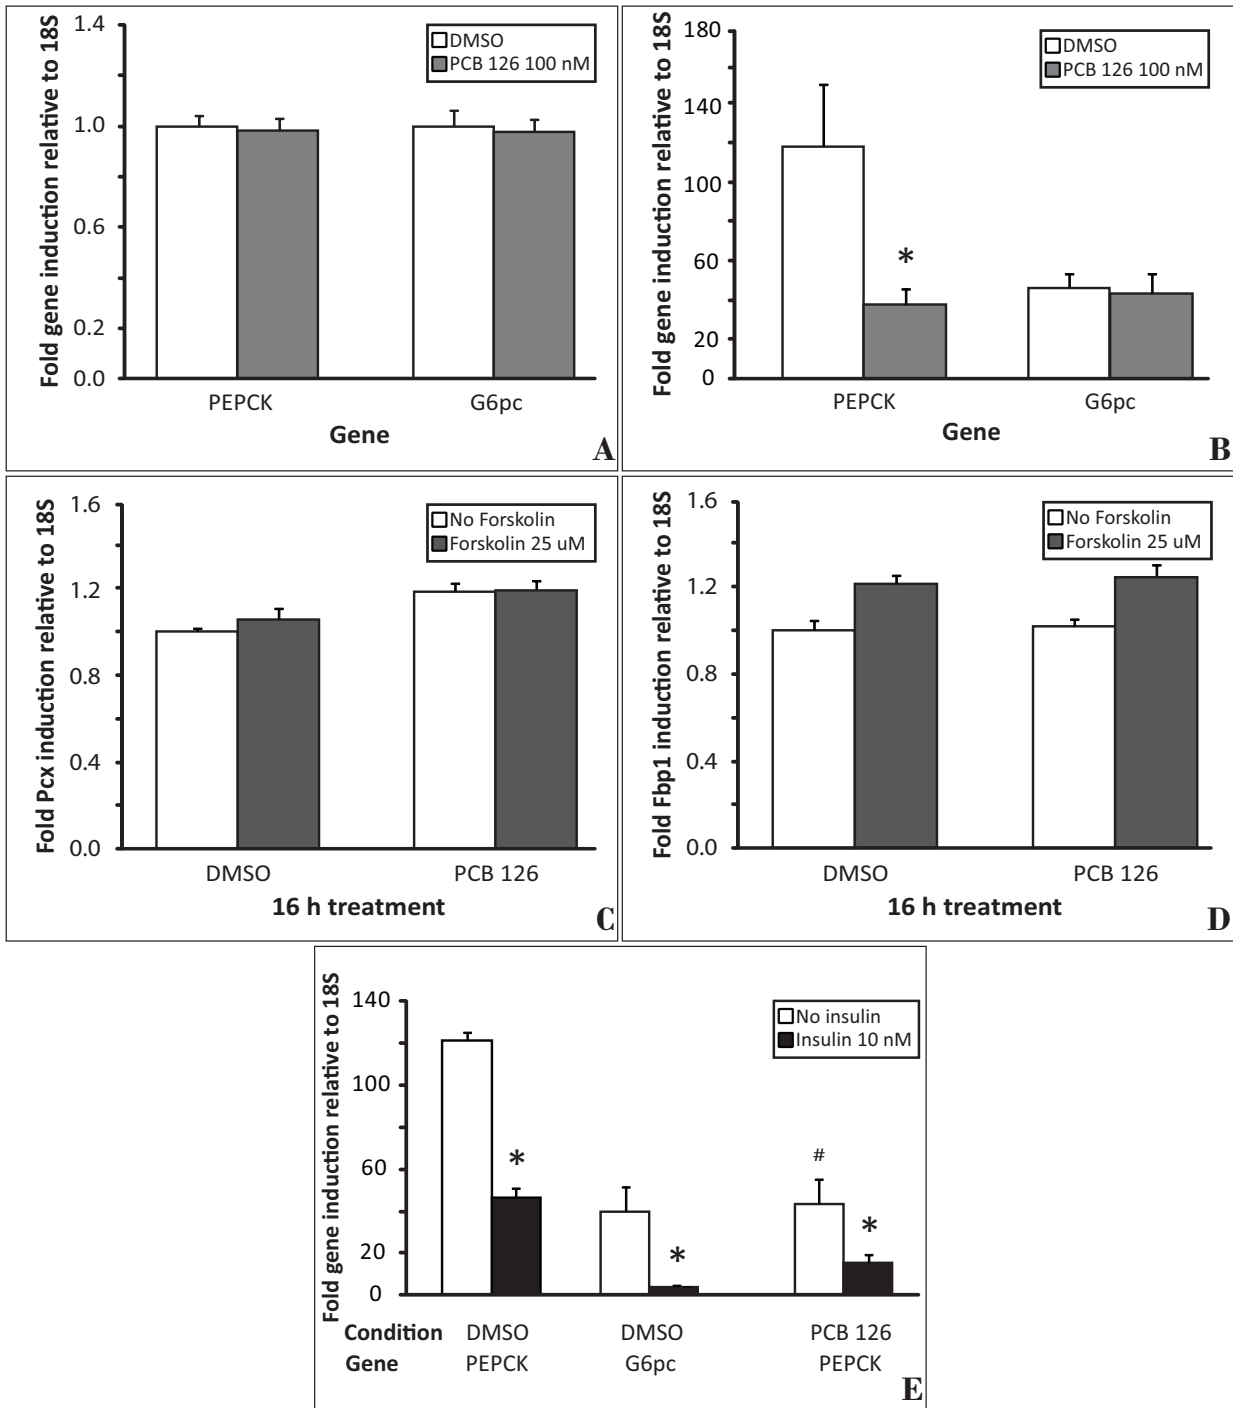 Fold gene induction relative to 18S
1.4
1.0
0.6
0.2
0.0
DMSO
PCB 126 100 nM
PEPCK
G6pc
Gene
A
Fold gene induction relative to 18S
180
140
100
60
20
0
DMSO
PCB 126 100 nM
*
PEPCK
G6pc
Gene
B
Fold Pcx induction relative to 18S
1.6
1.2
0.8
0.4
0.0
No Forskolin
Forskolin 25 uM
DMSO
PCB 126
16 h treatment
C
Fold Fbp1 induction relative to 18S
1.6
1.2
0.8
0.4
0.0
No Forskolin
Forskolin 25 uM
DMSO
PCB 126
16 h treatment
D
Fold gene induction relative to 18S
140
100
60
20
0
No insulin
Insulin 10 nM
*
*
#
*
Condition DMSO DMSO PCB 126
Gene PEPCK G6pc PEPCK
E